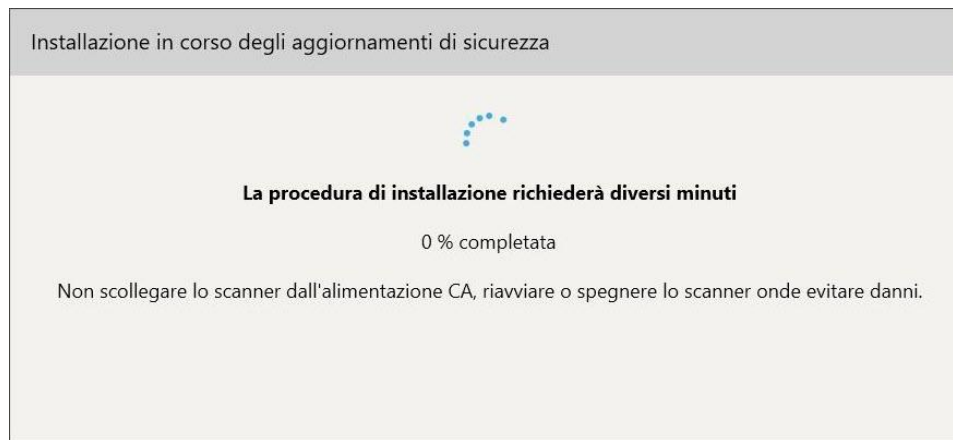 Installazione in corso degli aggiornamenti di sicurezza
La procedura di installazione richiederà diversi minuti
0 % completata
Non scollegare lo scanner dall'alimentazione CA, riavviare o spegnere lo scanner onde evitare danni.